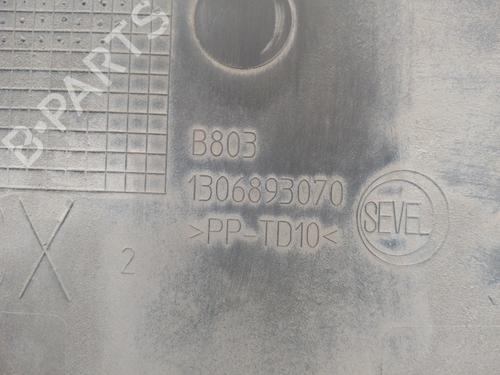 B-PARTS
B803
1306893070
SEVEL
>PP-TD10<
X
2